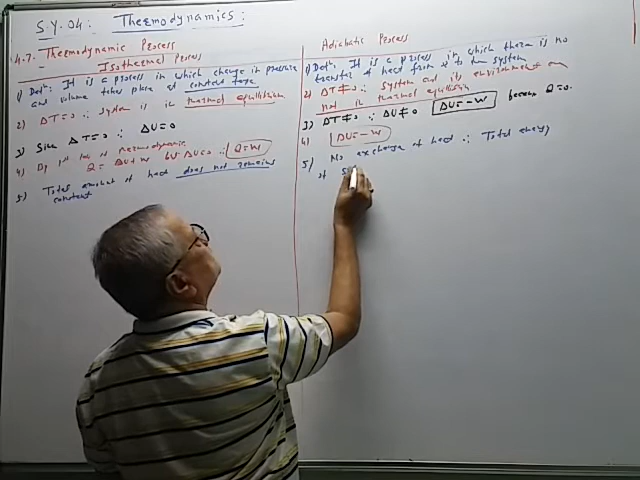 S.Y. 04: Thermodynamics:
4.7. Thermodynamic Process
Isothermal Process
1) Defn: It is a process in which change in pressure
and volume takes place at constant temp
2) ΔT=0 ∴ System is in thermal equilibrium
3) Since ΔT=0 ∴ ΔU=0
4) By 1st law of thermodynamic
Q = ΔU+W but ΔU=0 ∴ Q=W
5) Total amount of heat does not remains
constant
Adiabatic Process
1) Defn: It is a process in which there is no
transfer of heat from or to the system
2) ΔT≠0 ∴ System and its environment
not in thermal equilibrium
3) ΔT≠0 ∴ ΔU≠0 ΔU=-W because Q=0.
4) ΔU=-W
5) No exchange of heat ∴ Total energy
of